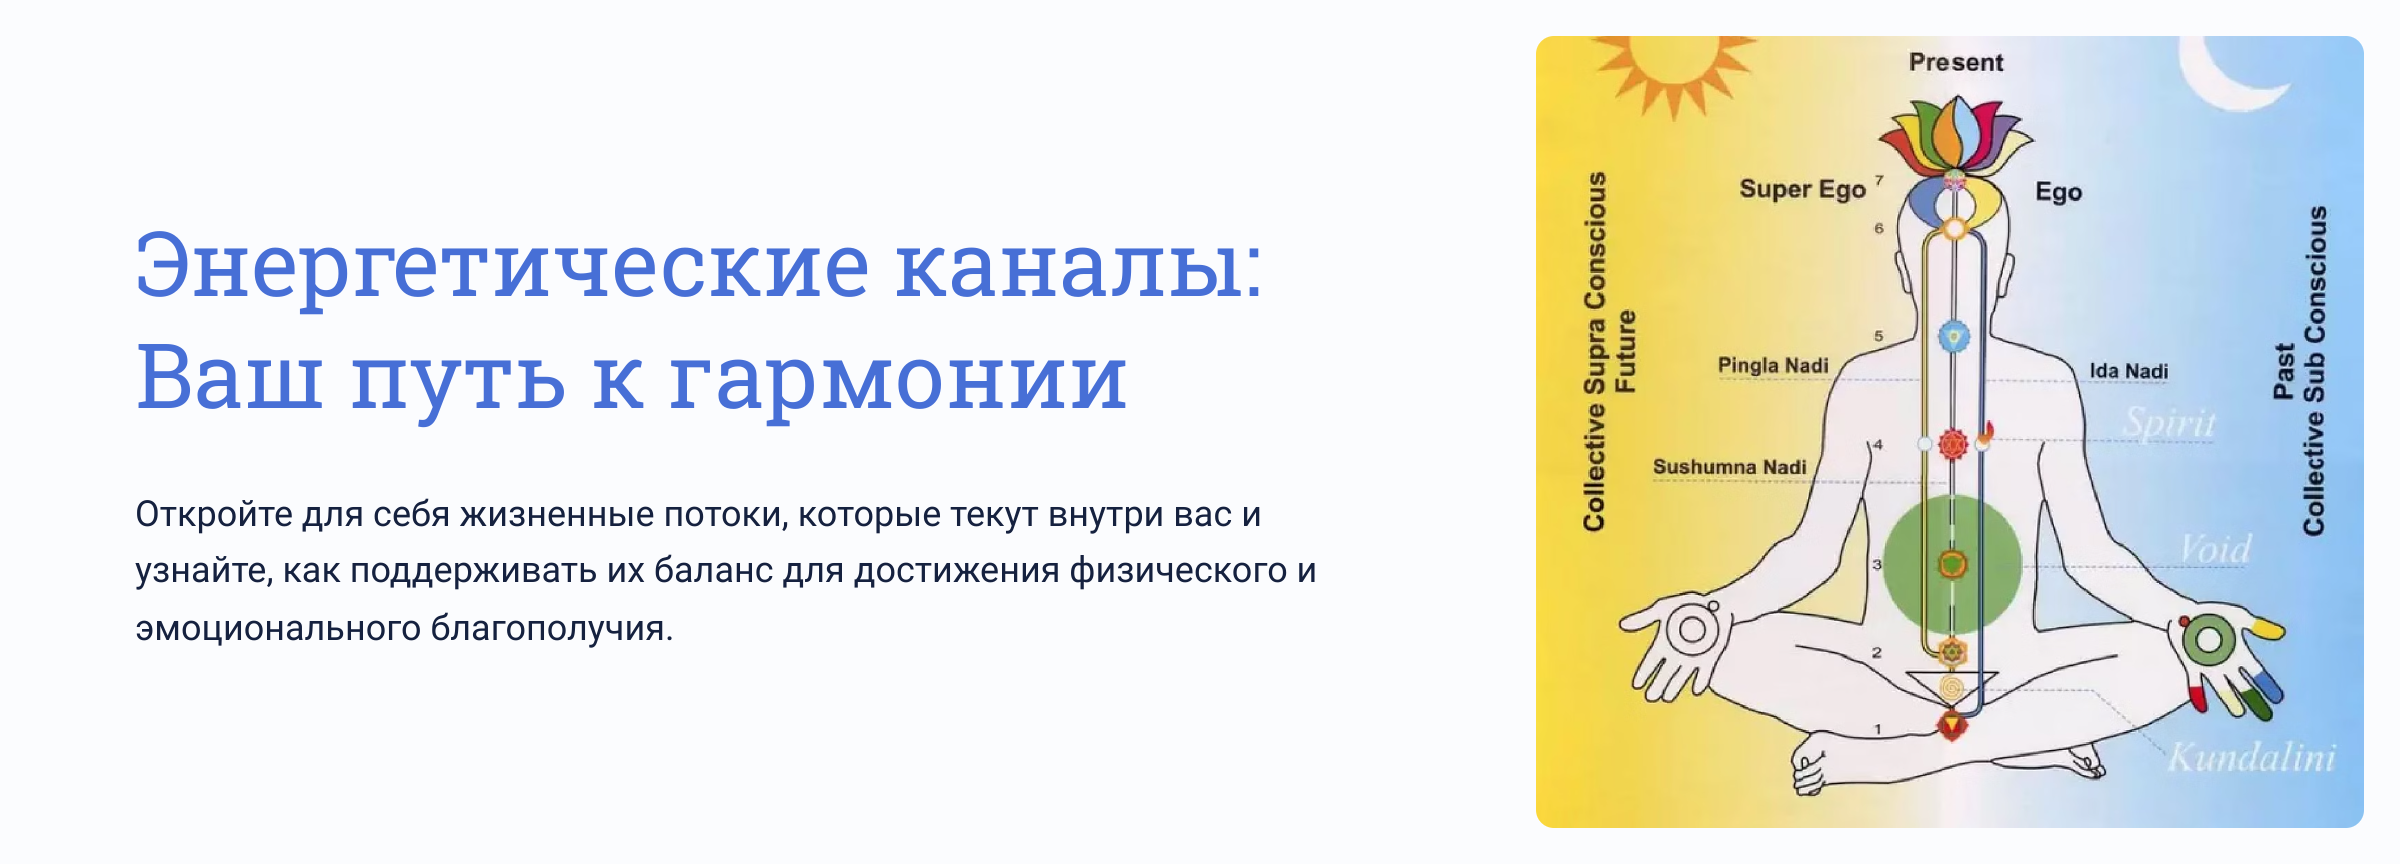 Энергетические каналы:
Ваш путь к гармонии
Откройте для себя жизненные потоки, которые текут внутри вас и
узнайте, как поддерживать их баланс для достижения физического и
эмоционального благополучия.
Present
Super Ego
7
Ego
6
Collective Supra Conscious
Future
5
Pingla Nadi
Ida Nadi
Past
Collective Sub Conscious
Spirit
4
Sushumna Nadi
Void
3
2
1
Kundalini